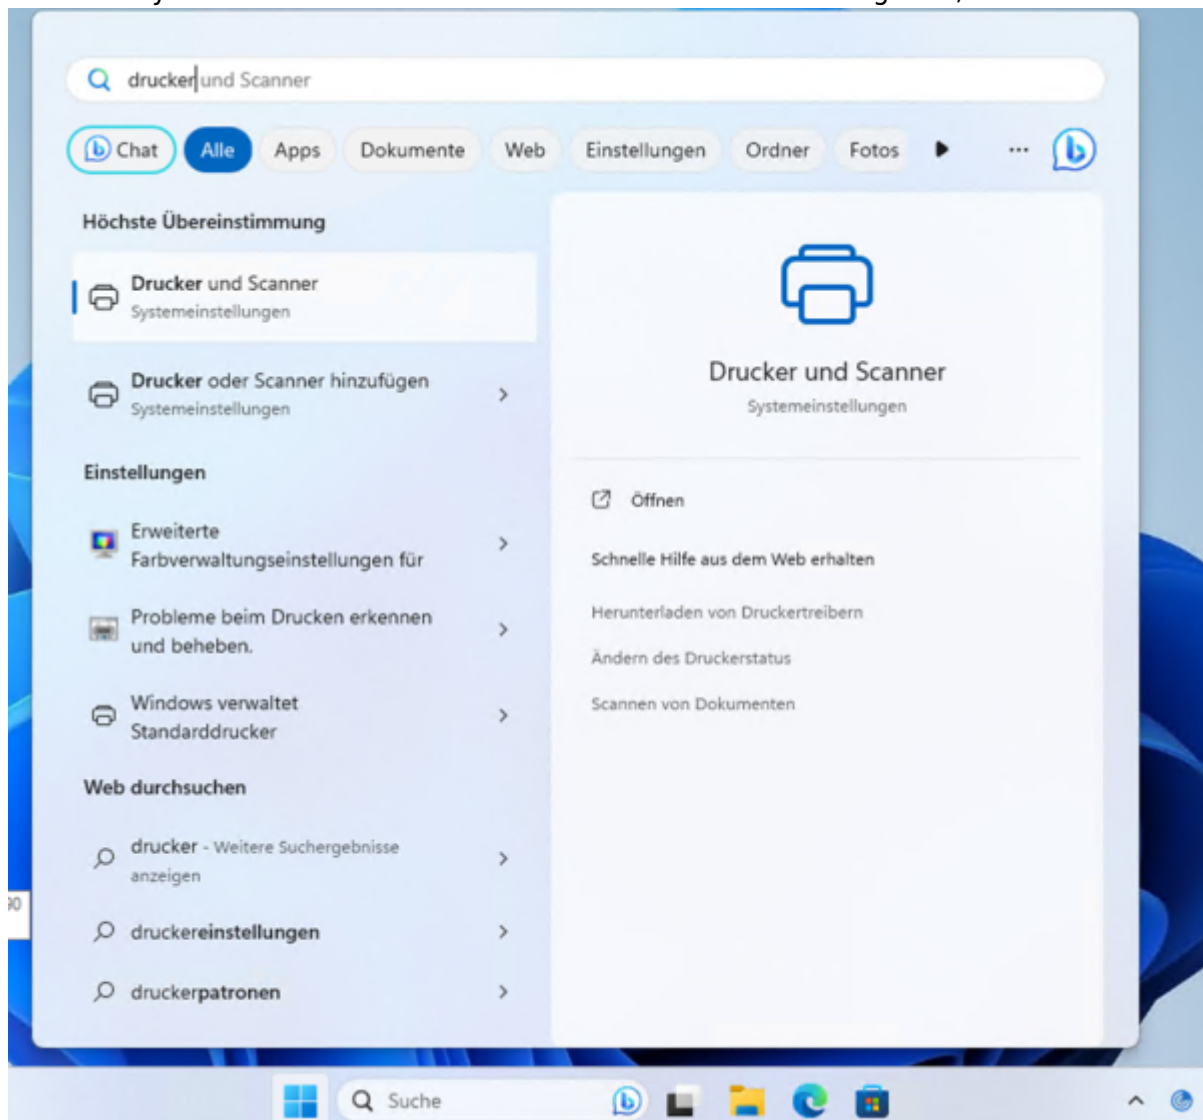 drucker und Scanner
Chat
Alle
Apps
Dokumente
Web
Einstellungen
Ordner
Fotos
...
Höchste Übereinstimmung
Drucker und Scanner
Systemeinstellungen
Drucker oder Scanner hinzufügen
Systemeinstellungen
Einstellungen
Erweiterte
Farbverwaltungseinstellungen für
Probleme beim Drucken erkennen
und beheben.
Windows verwaltet
Standarddrucker
Web durchsuchen
drucker - Weitere Suchergebnisse
anzeigen
druckereinstellungen
druckerpatronen
Drucker und Scanner
Systemeinstellungen
Öffnen
Schnelle Hilfe aus dem Web erhalten
Herunterladen von Druckertreibern
Ändern des Druckerstatus
Scannen von Dokumenten
Suche